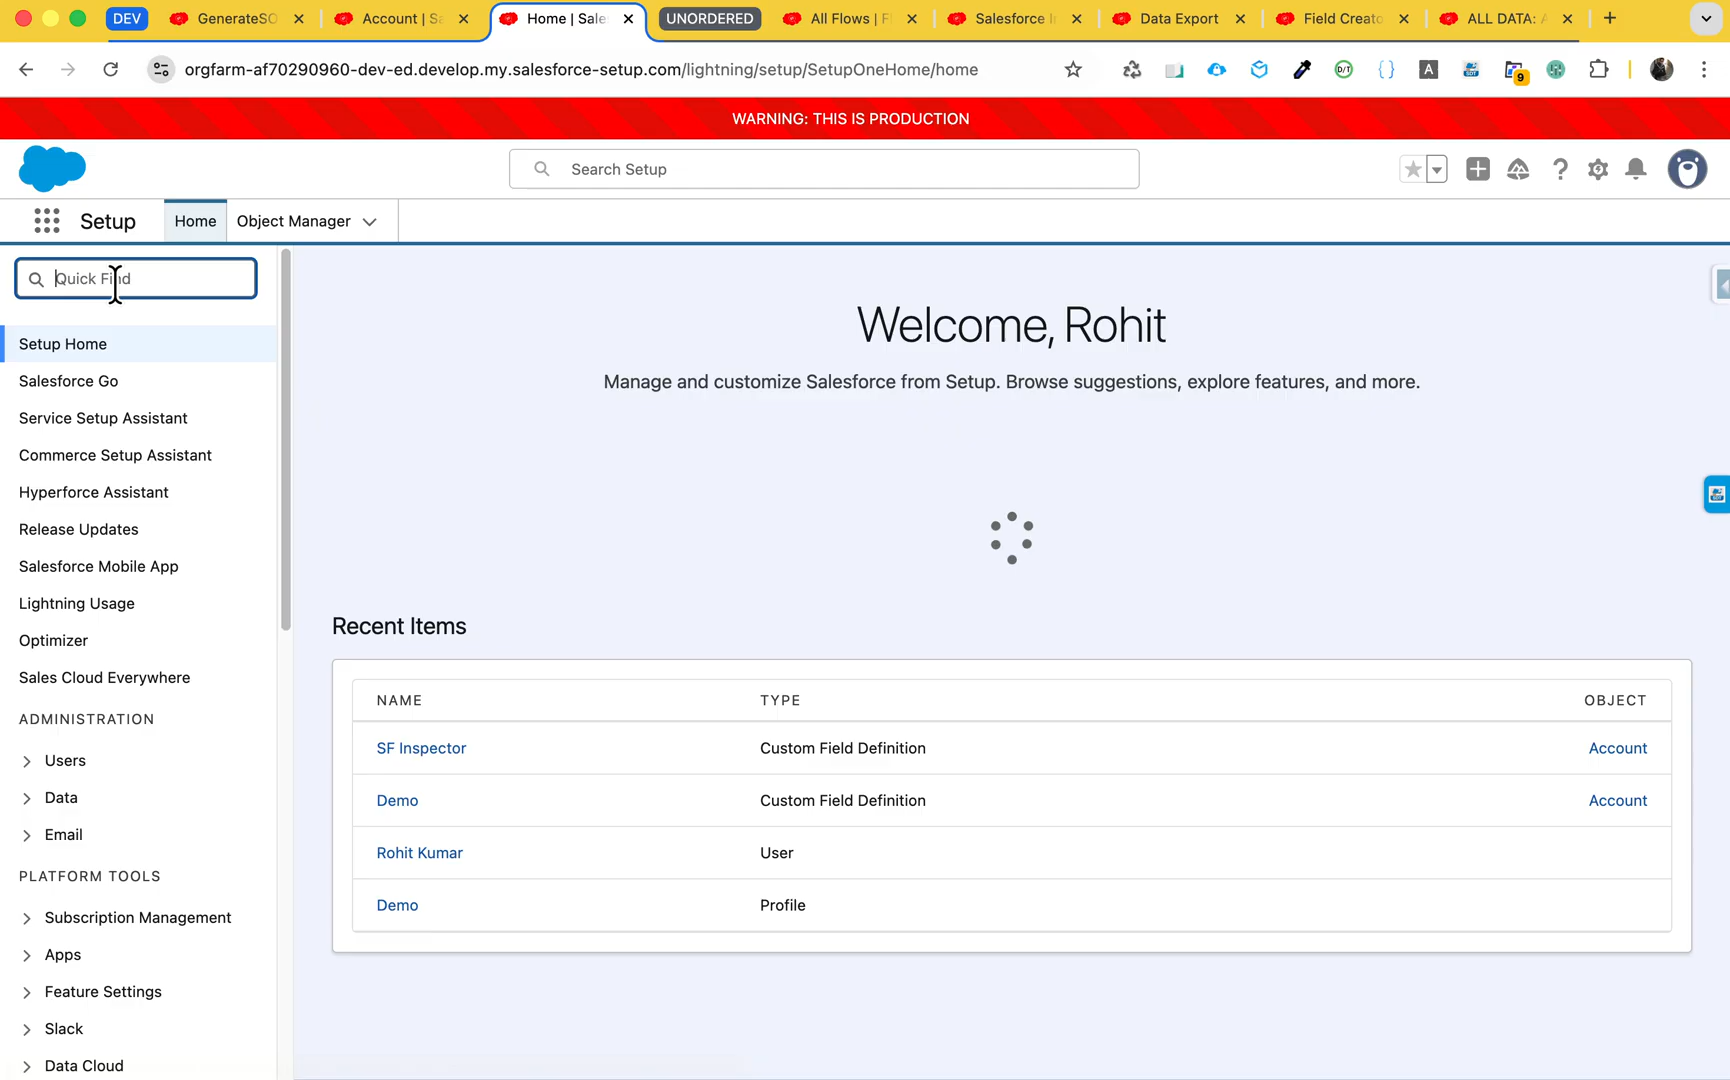 DEV
GenerateSO
Account | Sa
Home | Sale
UNORDERED
All Flows | F
Salesforce I
Data Export
Field Creato
ALL DATA: A
orgfarm-af70290960-dev-ed.develop.my.salesforce-setup.com/lightning/setup/SetupOneHome/home
D/T
{ }
A
9
WARNING: THIS IS PRODUCTION
Search Setup
Setup
Home
Object Manager
Quick Find
Setup Home
Salesforce Go
Service Setup Assistant
Commerce Setup Assistant
Hyperforce Assistant
Release Updates
Salesforce Mobile App
Lightning Usage
Optimizer
Sales Cloud Everywhere
ADMINISTRATION
Users
Data
Email
PLATFORM TOOLS
Subscription Management
Apps
Feature Settings
Slack
Data Cloud
Welcome, Rohit
Manage and customize Salesforce from Setup. Browse suggestions, explore features, and more.
Recent Items
NAME TYPE OBJECT
SF Inspector Custom Field Definition Account
Demo Custom Field Definition Account
Rohit Kumar User
Demo Profile